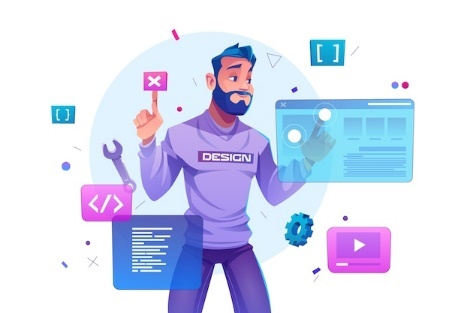 [ ]
[ ]
DESIGN
</>